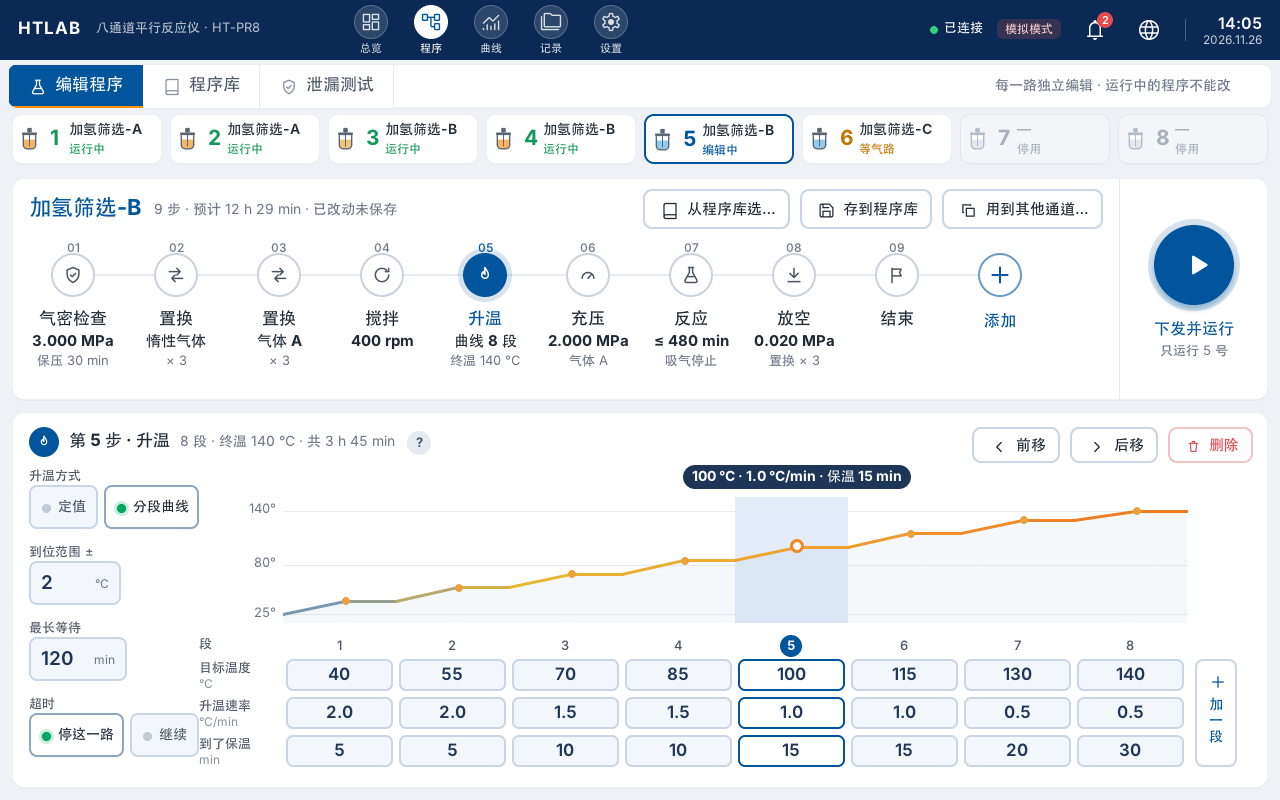 HTLAB 八通道平行反应仪 · HT-PR8
总览 程序 曲线 记录 设置
已连接 模拟模式 2 14:05
2026.11.26
编辑程序 程序库 泄漏测试 每一路独立编辑 · 运行中的程序不能改
1 加氢筛选-A 运行中
2 加氢筛选-A 运行中
3 加氢筛选-B 运行中
4 加氢筛选-B 运行中
5 加氢筛选-B 编辑中
6 加氢筛选-C 等气路
7 — 停用
8 — 停用
加氢筛选-B 9 步 · 预计 12 h 29 min · 已改动未保存
从程序库选… 存到程序库 用到其他通道…
01 02 03 04 05 06 07 08 09
气密检查 置换 置换 搅拌 升温 充压 反应 放空 结束 添加
3.000 MPa 惰性气体 气体 A 400 rpm 曲线 8 段 2.000 MPa ≤ 480 min 0.020 MPa
保压 30 min × 3 × 3 终温 140 °C 气体 A 吸气停止 置换 × 3
下发并运行
只运行 5 号
第 5 步 · 升温 8 段 · 终温 140 °C · 共 3 h 45 min ?
前移 后移 删除
升温方式
定值 分段曲线
到位范围 ±
2 °C
最长等待
120 min
超时
停这一路 继续
100 °C · 1.0 °C/min · 保温 15 min
140°
80°
25°
段 1 2 3 4 5 6 7 8
目标温度 °C 40 55 70 85 100 115 130 140
升温速率 °C/min 2.0 2.0 1.5 1.5 1.0 1.0 0.5 0.5
到了保温 min 5 5 10 10 15 15 20 30
加一段